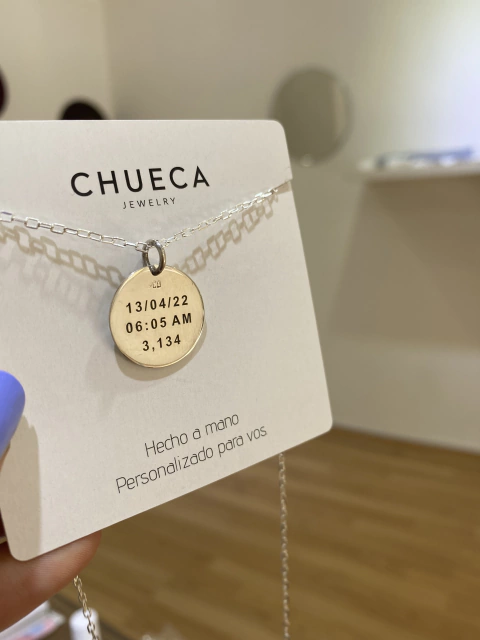 CHUECA
JEWELRY
13/04/22
06:05 AM
3,134
Hecho a mano
Personalizado para vos.